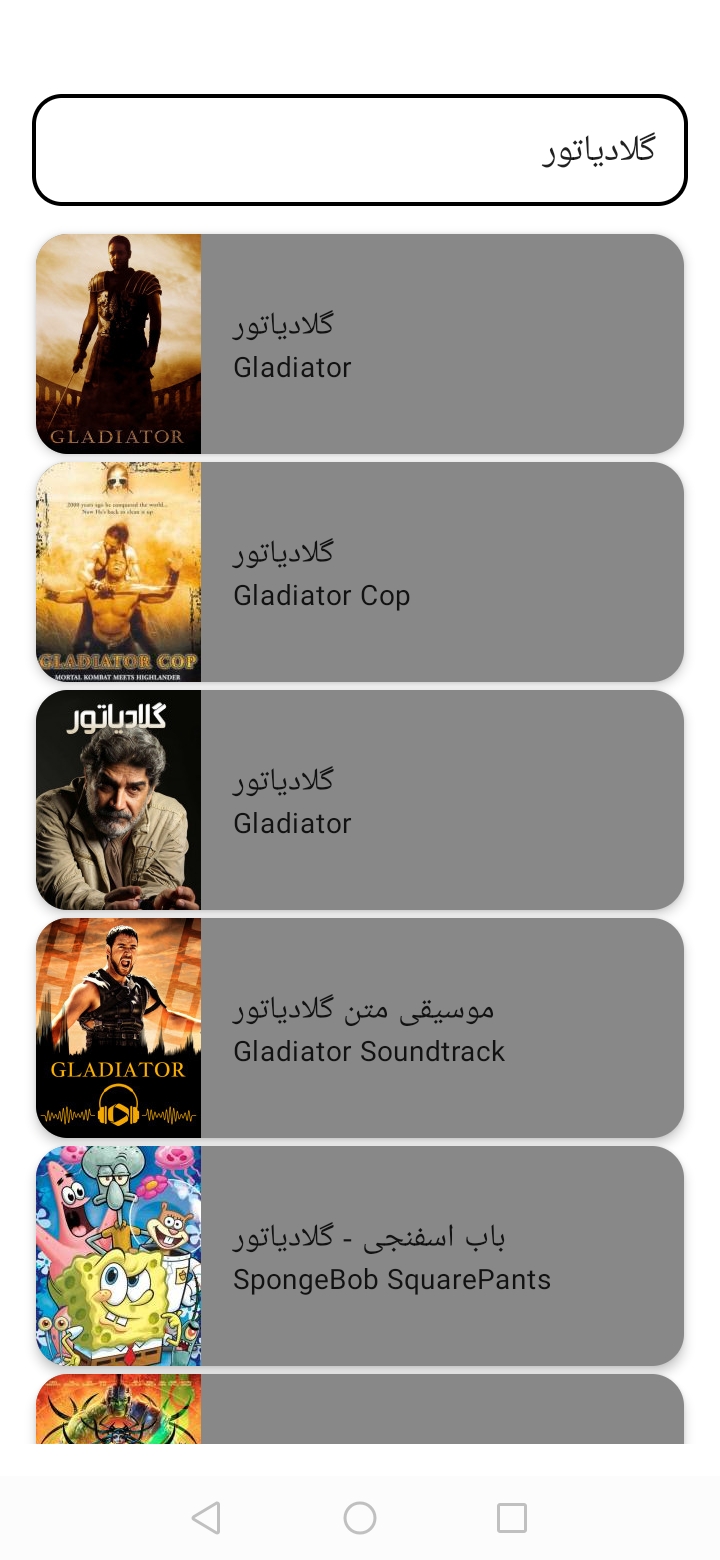 گلادیاتور
GLADIATOR
گلادیاتور
Gladiator
2000 years ago he conquered the world...
Now He's back to clean it up
GLADIATOR COP
MORTAL KOMBAT MEETS HIGHLANDER
گلادیاتور
Gladiator Cop
گلادیاتور
گلادیاتور
Gladiator
GLADIATOR
موسیقی متن گلادیاتور
Gladiator Soundtrack
باب اسفنجی - گلادیاتور
SpongeBob SquarePants